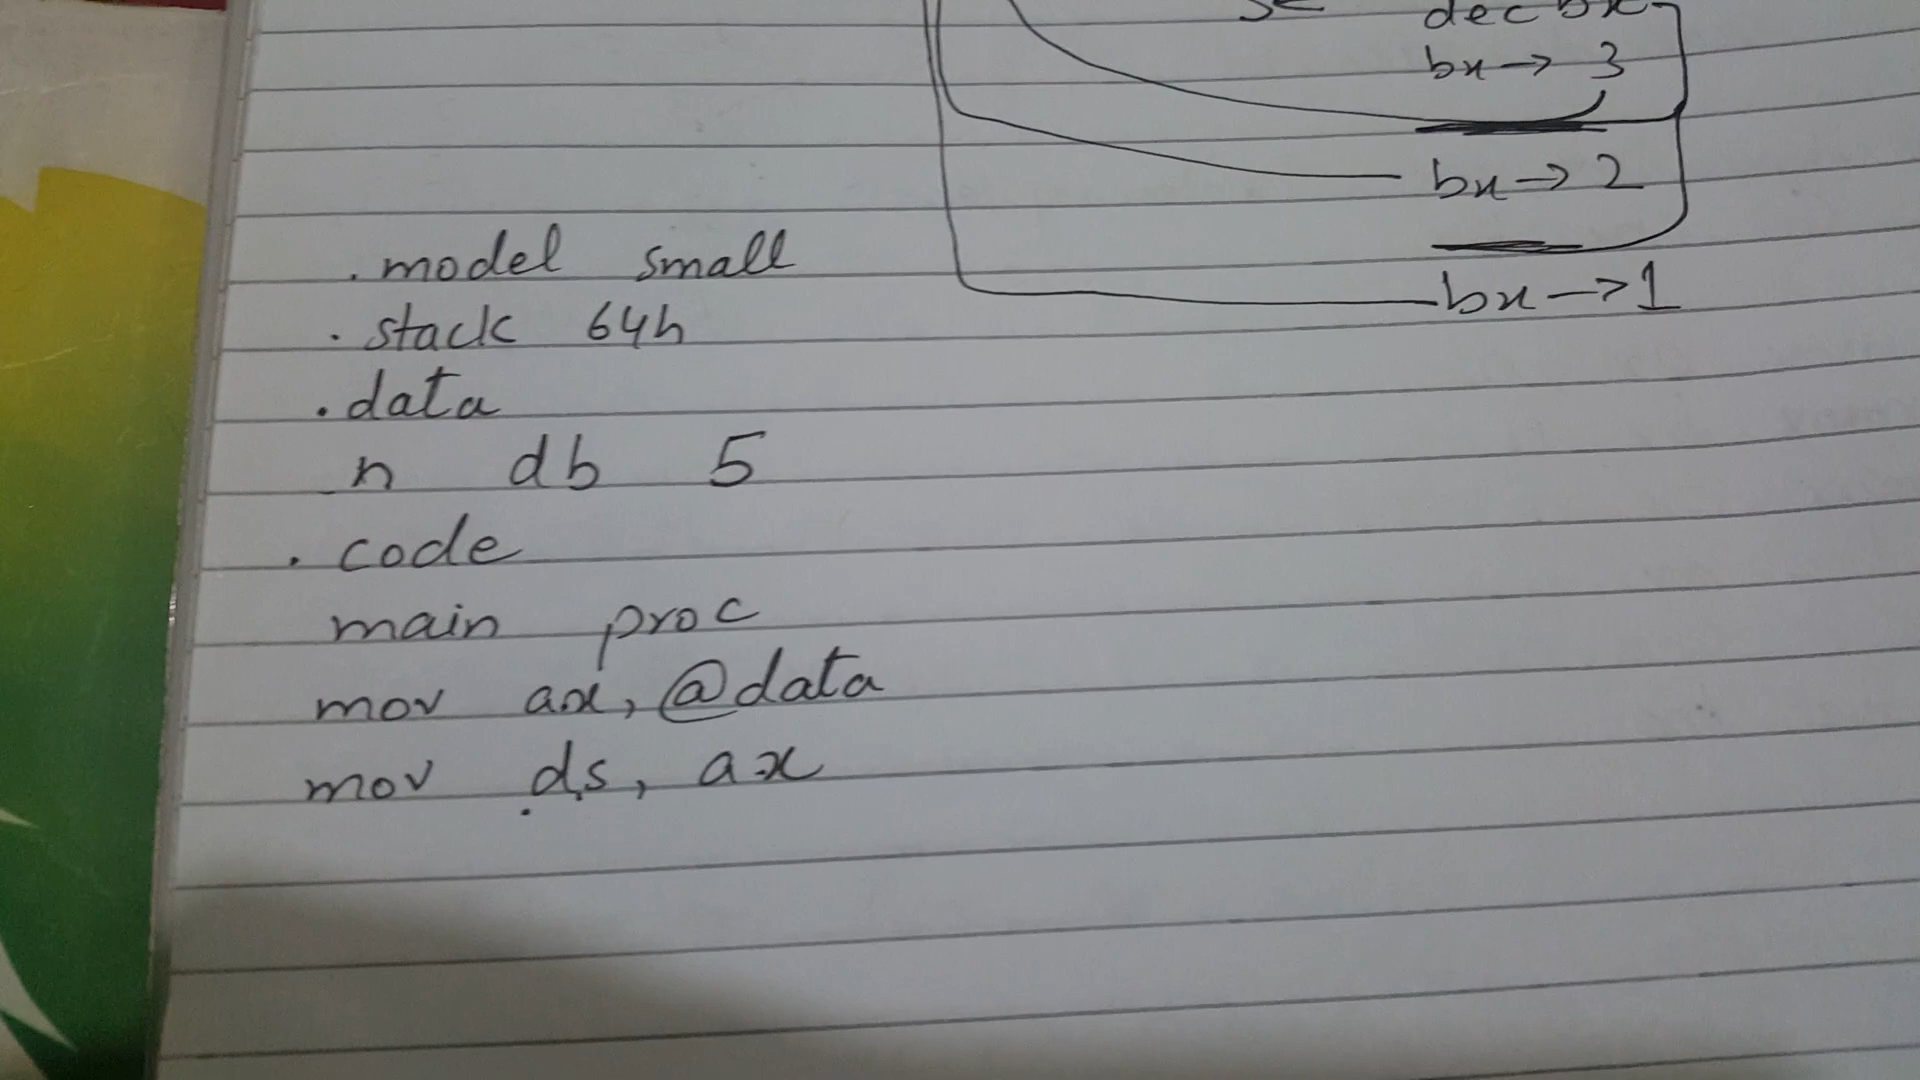 dec bx
bx → 3
bx → 2
bx → 1
.model small
.stack 64h
.data
n db 5
.code
main proc
mov ax, @data
mov ds, ax